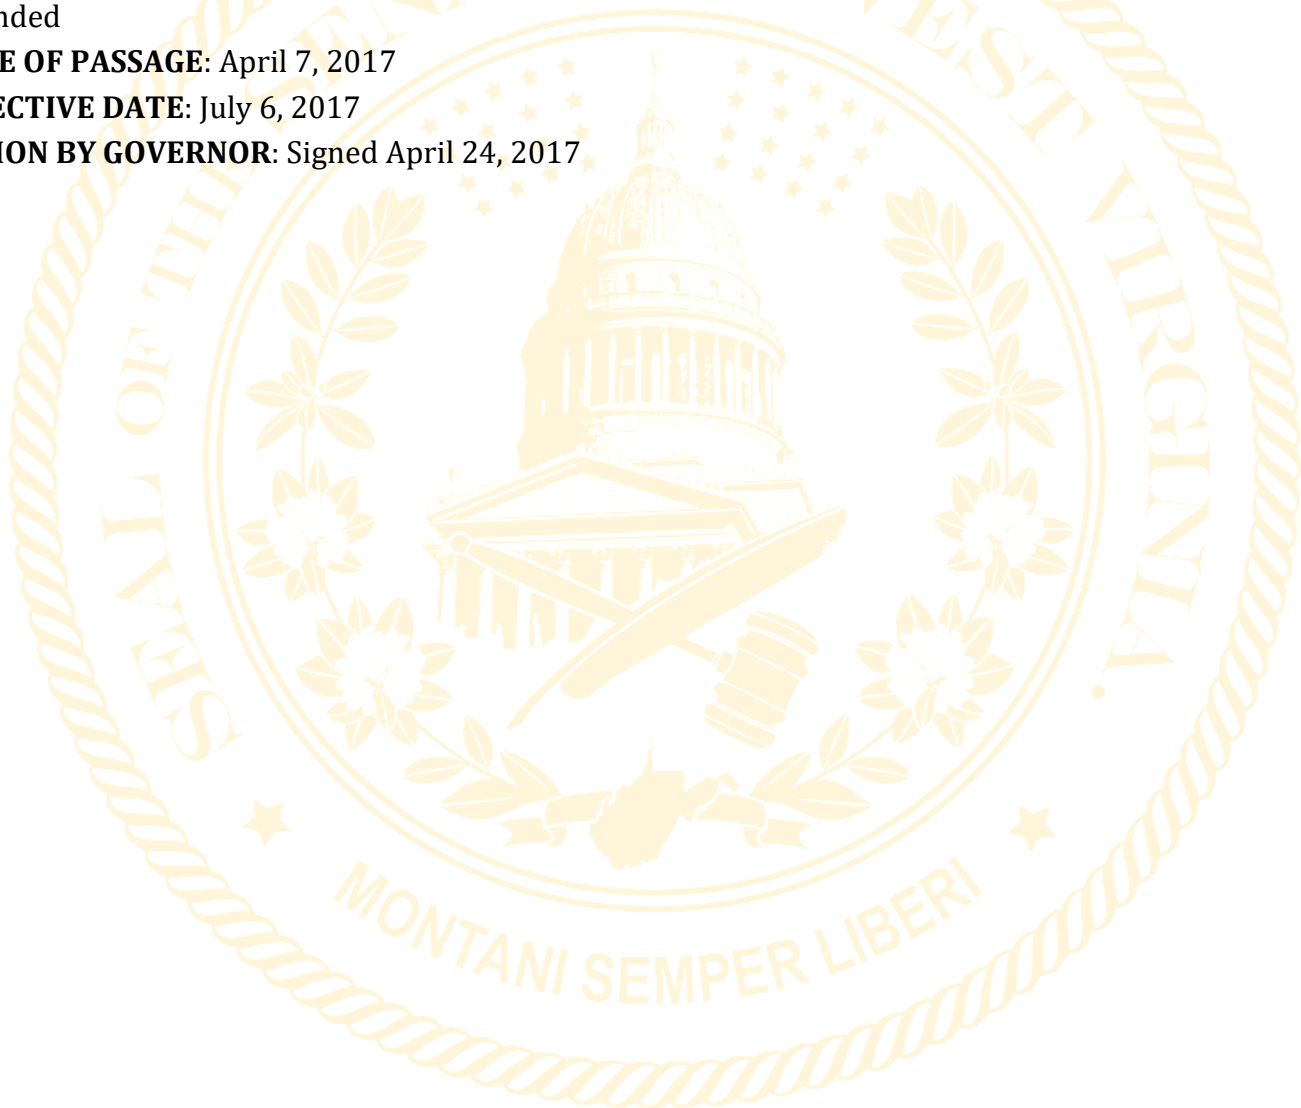 nded
E OF PASSAGE: April 7, 2017
ECTIVE DATE: July 6, 2017
ION BY GOVERNOR: Signed April 24, 2017
SEAL OF THE SEN WEST VIRGINIA.
MONTANI SEMPER LIBERI